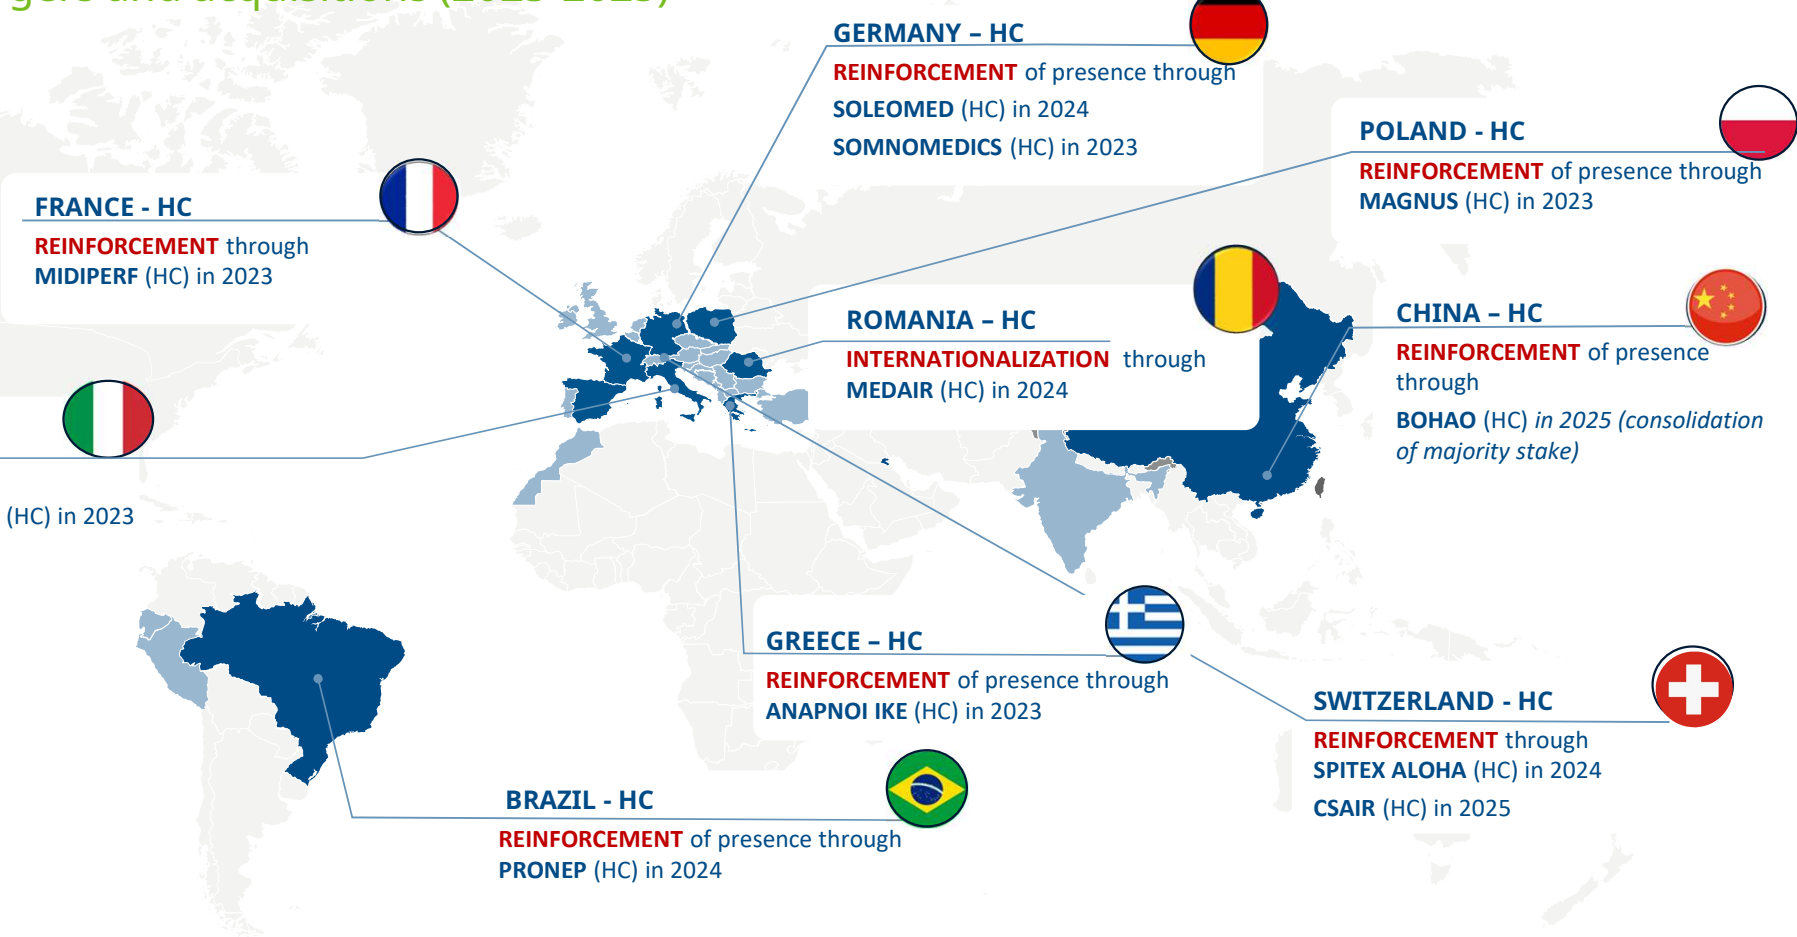 and acquisitions (2023-2025)
GERMANY – HC
REINFORCEMENT of presence through
SOLEOMED (HC) in 2024
SOMNOMEDICS (HC) in 2023
POLAND - HC
REINFORCEMENT of presence through
MAGNUS (HC) in 2023
FRANCE - HC
REINFORCEMENT through
MIDIPERF (HC) in 2023
ROMANIA – HC
INTERNATIONALIZATION through
MEDAIR (HC) in 2024
CHINA – HC
REINFORCEMENT of presence
through
BOHAO (HC) in 2025 (consolidation
of majority stake)
(HC) in 2023
GREECE – HC
REINFORCEMENT of presence through
ANAPNOI IKE (HC) in 2023
SWITZERLAND - HC
REINFORCEMENT through
SPITEX ALOHA (HC) in 2024
CSAIR (HC) in 2025
BRAZIL - HC
REINFORCEMENT of presence through
PRONEP (HC) in 2024